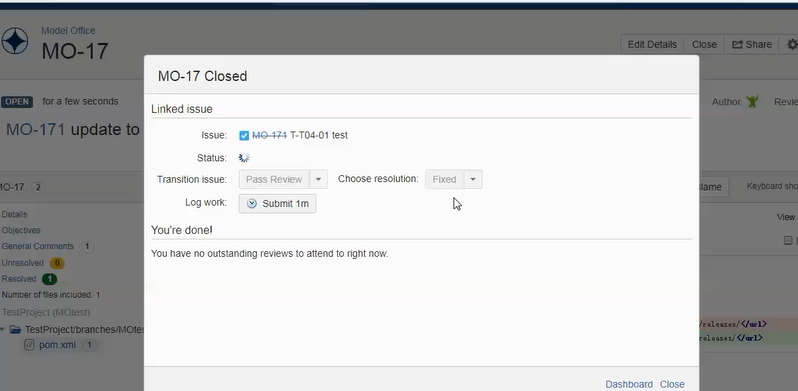 Model Office
MO-17
Edit Details Close Share
OPEN for a few seconds
Author
MO-171 update to
MO-17 Closed
Linked issue
Issue: MO-171 T-T04-01 test
Status:
Transition issue: Pass Review Choose resolution: Fixed
Log work: Submit 1m
You're done!
You have no outstanding reviews to attend to right now.
Dashboard Close
MO-17 2
Keyboard
Details
View
Objectives
General Comments 1
Unresolved 0
Resolved 1
Number of files included: 1
TestProject (MOtest)
TestProject/branches/MOtes
pom.xml 1
releases/</url>
releases/</url>